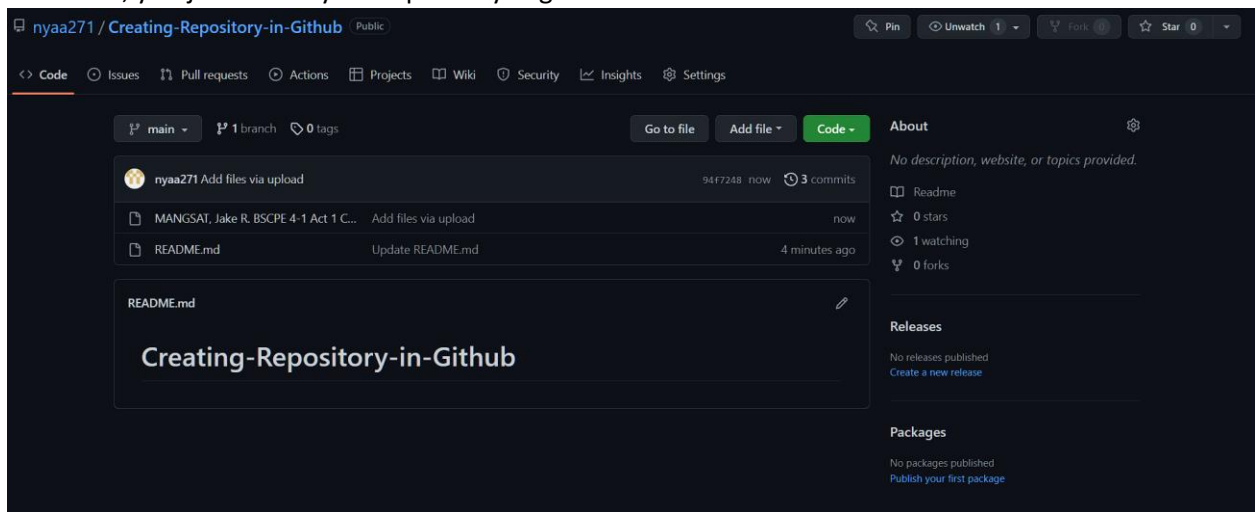 nyaa271 / Creating-Repository-in-Github Public
Pin Unwatch 1 Fork 0 Star 0
<> Code Issues Pull requests Actions Projects Wiki Security Insights Settings
main 1 branch 0 tags Go to file Add file Code
nyaa271 Add files via upload 94f7248 now 3 commits
MANGSAT, Jake R. BSCPE 4-1 Act 1 C... Add files via upload now
README.md Update README.md 4 minutes ago
README.md
Creating-Repository-in-Github
About
No description, website, or topics provided.
Readme
0 stars
1 watching
0 forks
Releases
No releases published
Create a new release
Packages
No packages published
Publish your first package